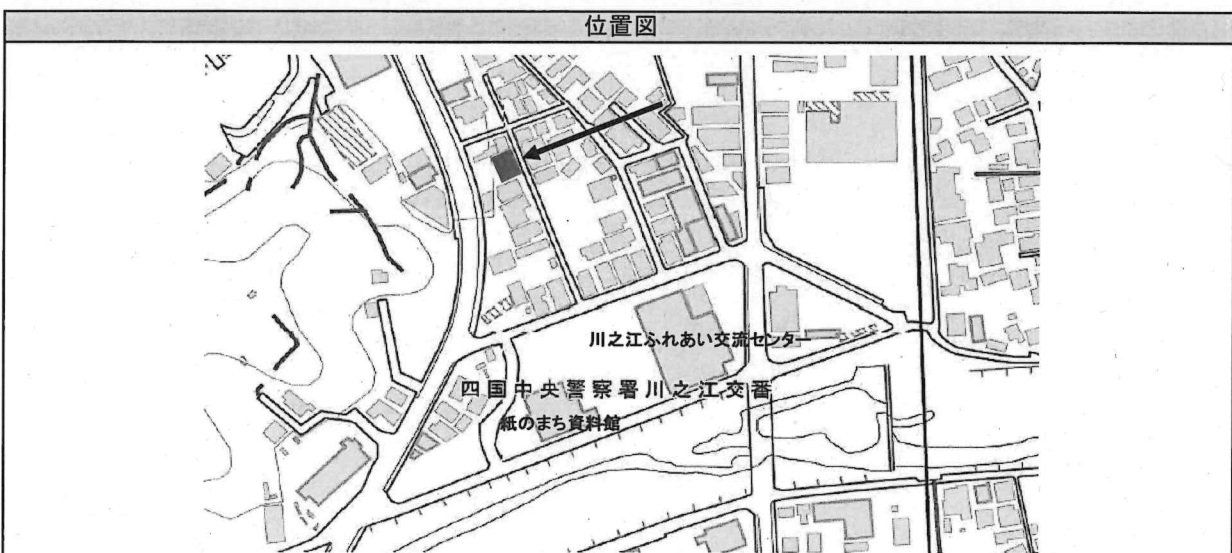 位置図
川之江ふれあい交流センター
四国中央警察署川之江交番
紙のまち資料館